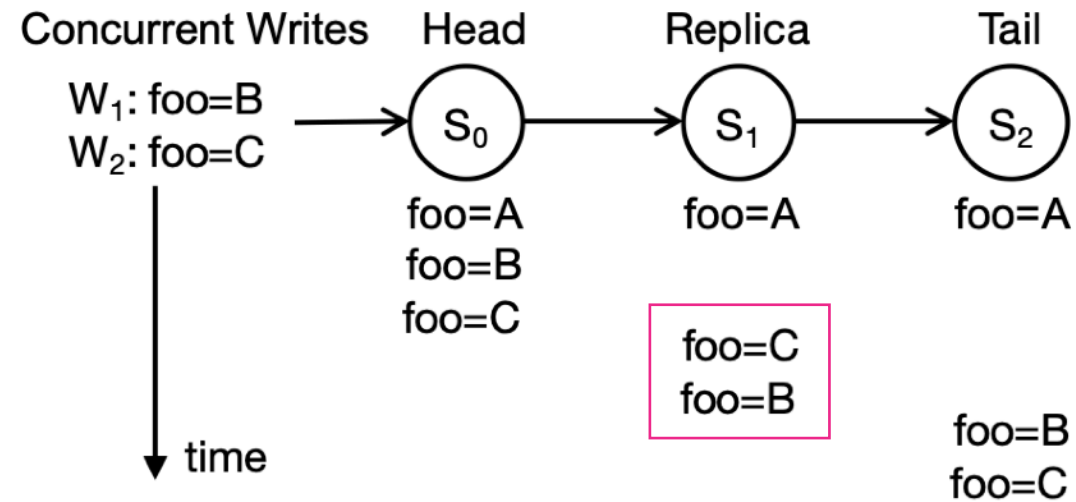 Concurrent Writes Head Replica Tail
W₁: foo=B
W₂: foo=C
S₀ S₁ S₂
foo=A foo=A foo=A
foo=B
foo=C
foo=C
foo=B
foo=B
foo=C
time